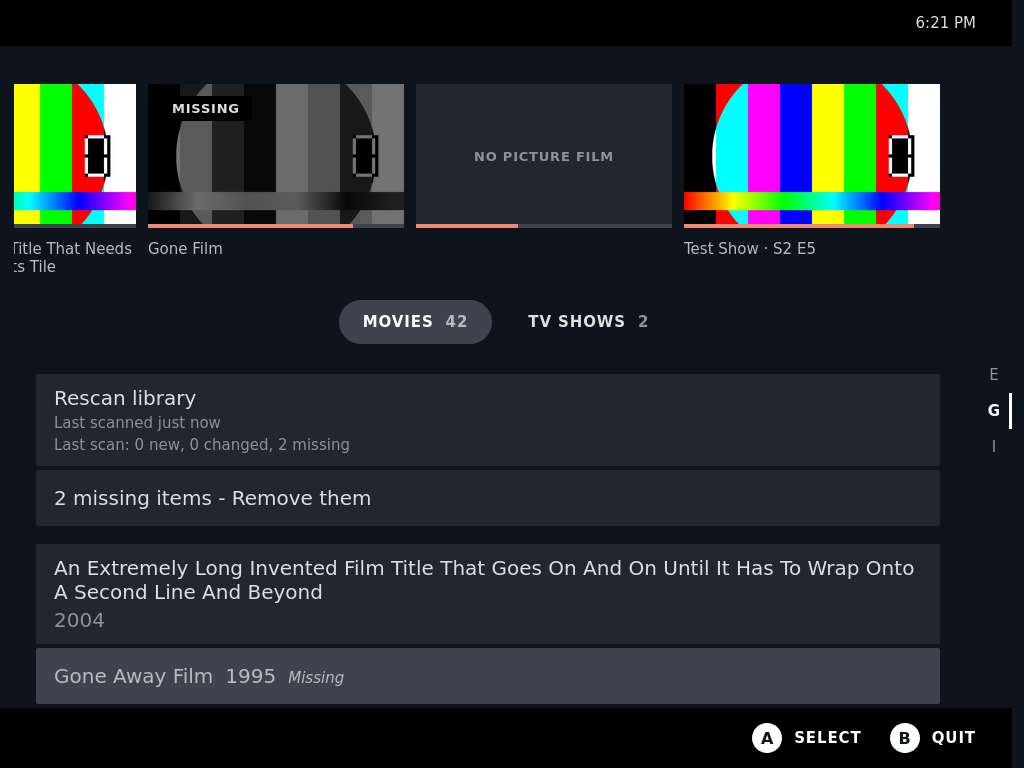 6:21 PM
MISSING
NO PICTURE FILM
Title That Needs
ts Tile
Gone Film
Test Show · S2 E5
MOVIES 42
TV SHOWS 2
E
G
I
Rescan library
Last scanned just now
Last scan: 0 new, 0 changed, 2 missing
2 missing items - Remove them
An Extremely Long Invented Film Title That Goes On And On Until It Has To Wrap Onto
A Second Line And Beyond
2004
Gone Away Film 1995 Missing
A SELECT
B QUIT